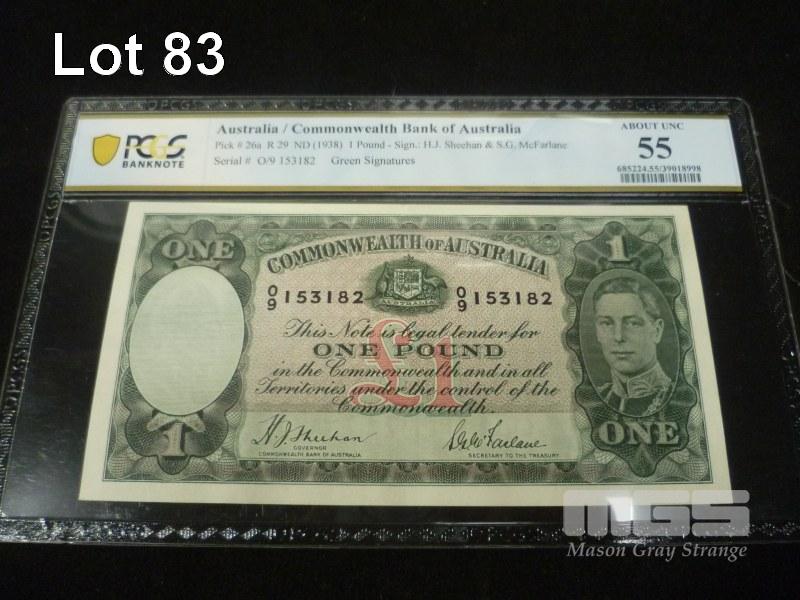 Lot 83
PCGS
BANKNOTE
Australia / Commonwealth Bank of Australia
Pick # 26a R 29 ND (1938) 1 Pound - Sign.: H.J. Sheehan & S.G. McFarlane
Serial # O/9 153182 Green Signatures
ABOUT UNC
55
685224.55/39018998
ONE
COMMONWEALTH OF AUSTRALIA
1
O/9 153182
AUSTRALIA
O/9 153182
This Note is legal tender for
ONE POUND
£1
in the Commonwealth and in all
Territories under the control of the
Commonwealth.
1
H J Sheehan
GOVERNOR
COMMONWEALTH BANK OF AUSTRALIA
S.G. McFarlane
SECRETARY TO THE TREASURY
ONE
MGS
Mason Gray Strange